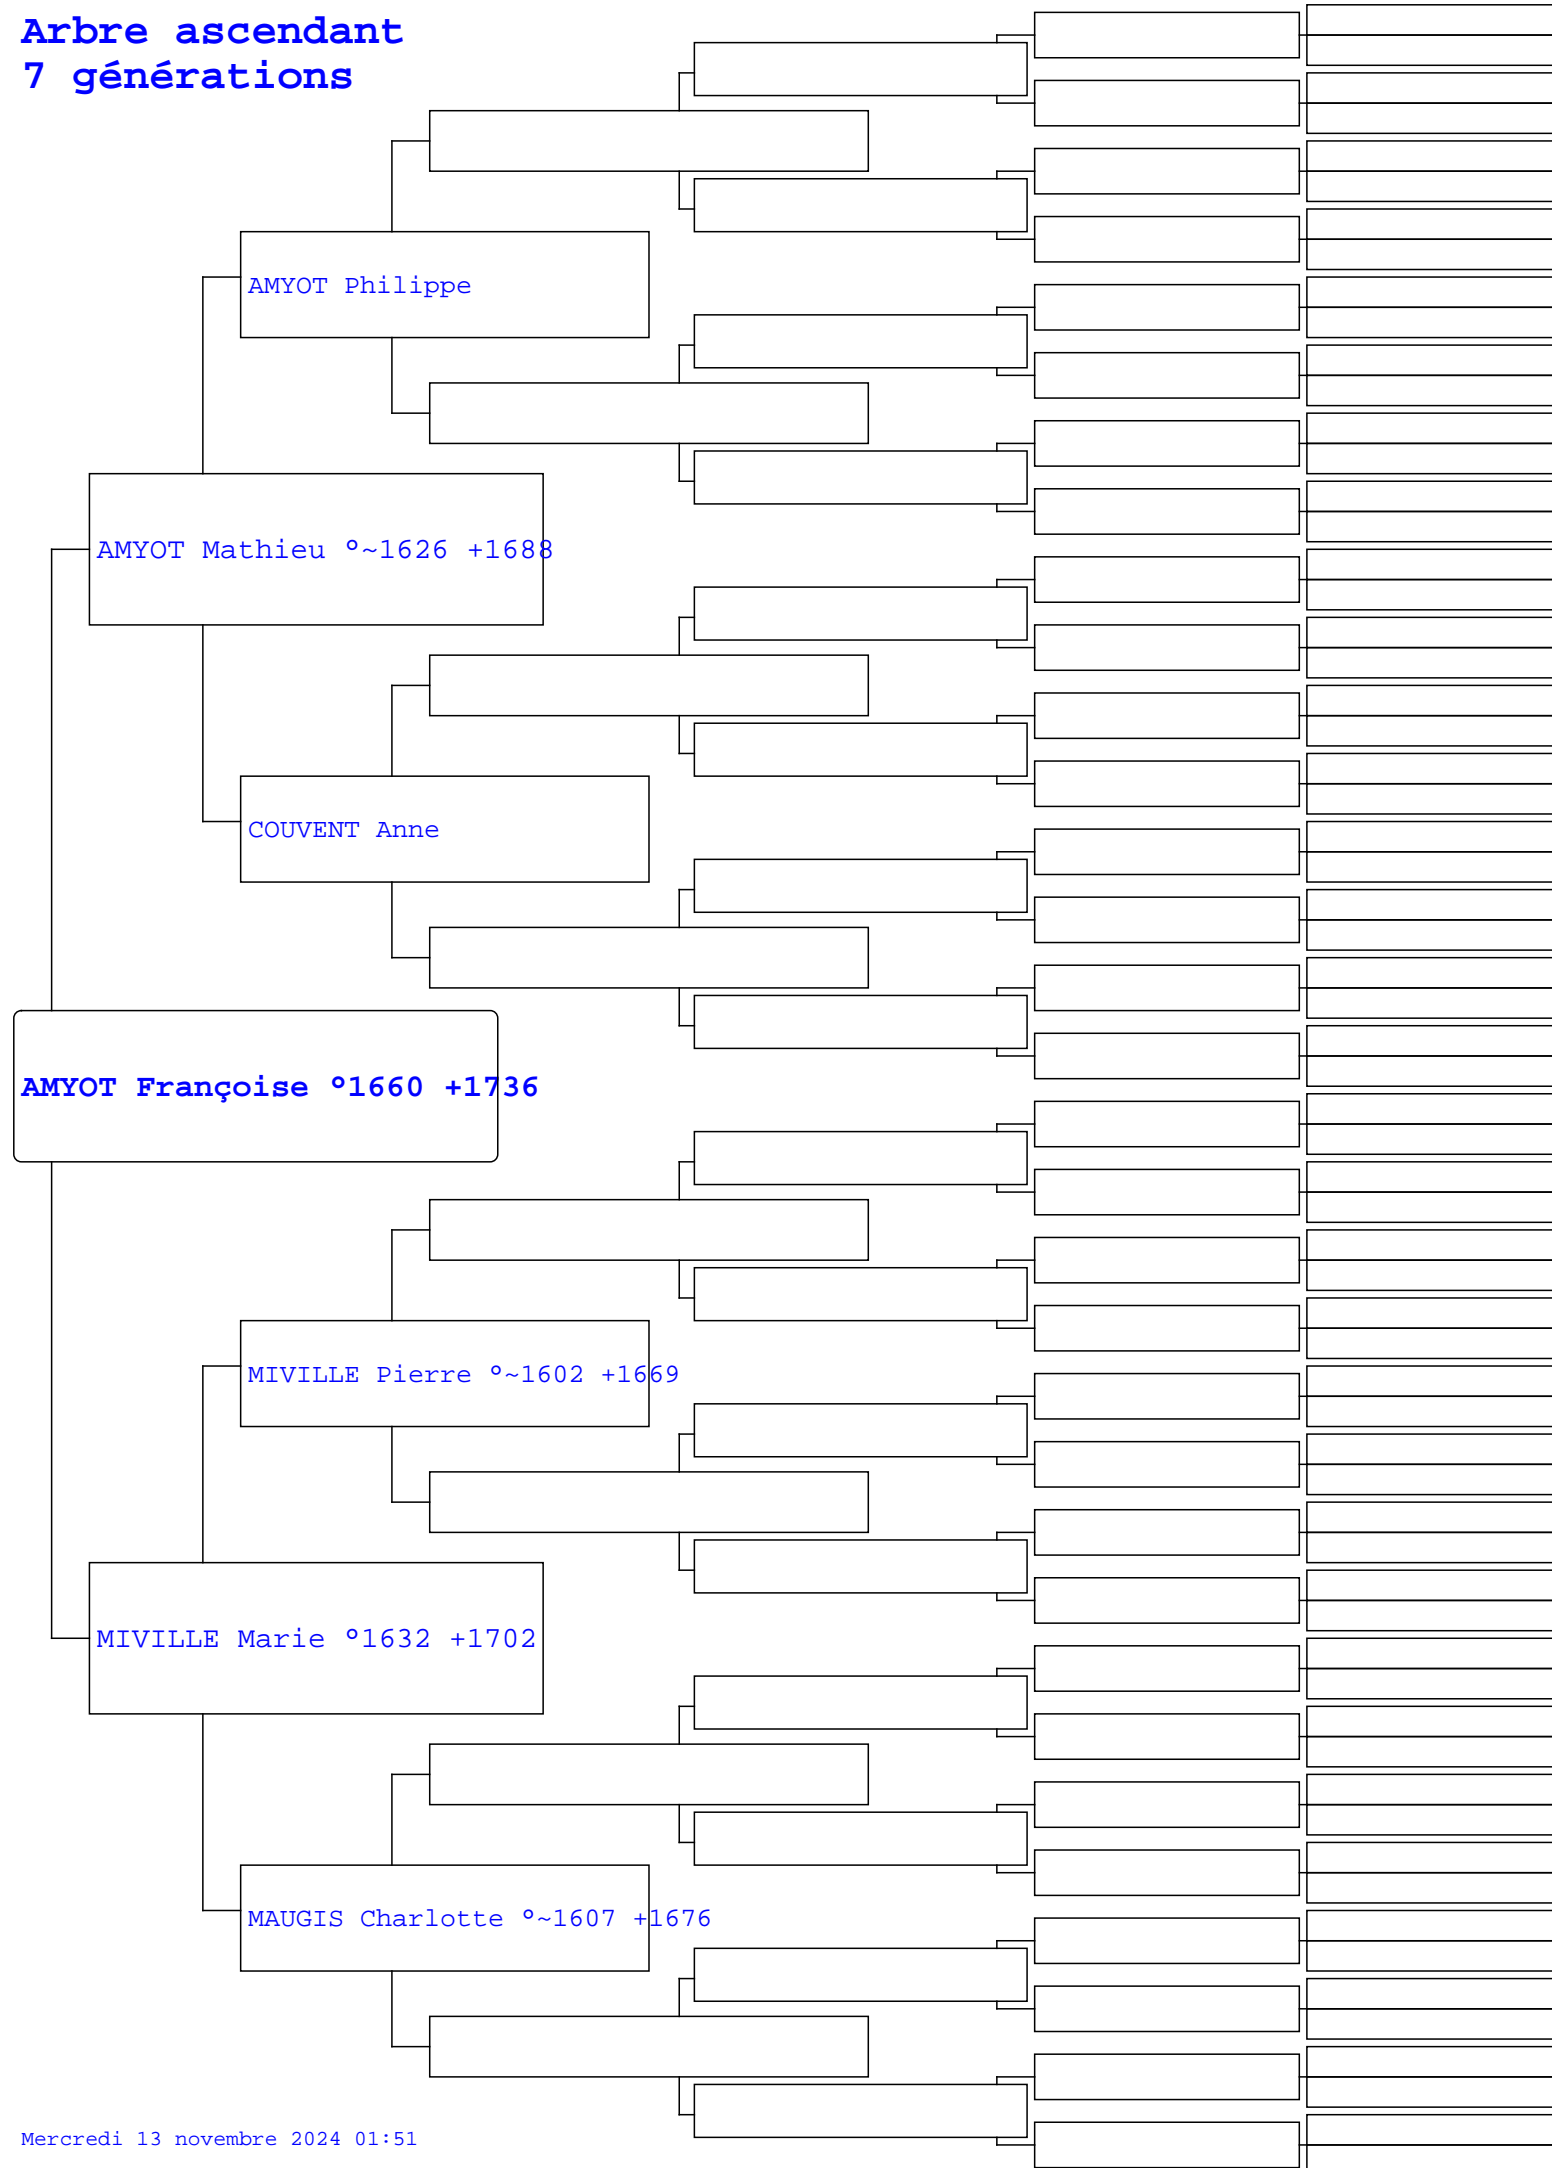 Arbre ascendant
7 générations
AMYOT Philippe
AMYOT Mathieu °~1626 +1688
COUVENT Anne
AMYOT Françoise °1660 +1736
MIVILLE Pierre °~1602 +1669
MIVILLE Marie °1632 +1702
MAUGIS Charlotte °~1607 +1676
Mercredi 13 novembre 2024 01:51